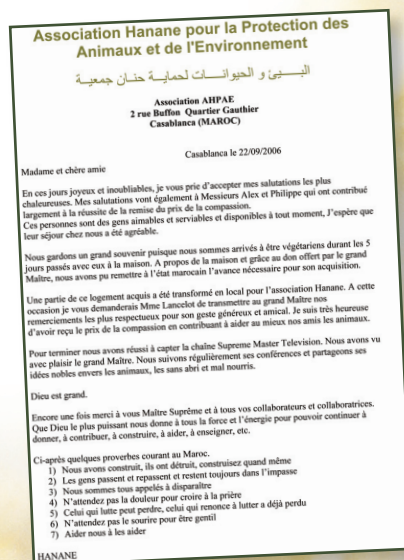 Association Hanane pour la Protection des
Animaux et de l'Environnement
البـــــيئ و الحيوانـــات لحمايـة حنـان جمعيـة
Association AHPAE
2 rue Buffon Quartier Gauthier
Casablanca (MAROC)
Casablanca le 22/09/2006
Madame et chère amie
En ces jours joyeux et inoubliables, je vous prie d'accepter mes salutations les plus
chaleureuses. Mes salutations vont également à Messieurs Alex et Philippe qui ont contribué
largement à la réussite de la remise du prix de la compassion.
Ces personnes sont des gens aimables et serviables et disponibles à tout moment, J'espère que
leur séjour chez nous a été agréable.
Nous gardons un grand souvenir puisque nous sommes arrivés à être végétariens durant les 5
jours passés avec eux à la maison. A propos de la maison et grâce au don offert par le grand
Maître, nous avons pu remettre à l'état marocain l'avance nécessaire pour son acquisition.
Une partie de ce logement acquis a été transformé en local pour l'association Hanane. A cette
occasion je vous demanderais Mme Lancelot de transmettre au grand Maître nos
remerciements les plus respectueux pour son geste généreux et amical. Je suis très heureuse
d'avoir reçu le prix de la compassion en contribuant à aider au mieux nos amis les animaux.
Pour terminer nous avons réussi à capter la chaîne Supreme Master Television. Nous avons vu
avec plaisir le grand Maître. Nous suivons régulièrement ses conférences et partageons ses
idées nobles envers les animaux, les sans abri et mal nourris.
Dieu est grand.
Encore une fois merci à vous Maître Suprême et à tous vos collaborateurs et collaboratrices.
Que Dieu le plus puissant nous donne à tous la force et l'énergie pour pouvoir continuer à
donner, à contribuer, à construire, à aider, à enseigner, etc.
Ci-après quelques proverbes courant au Maroc.
1) Nous avons construit, ils ont détruit, construisez quand même
2) Les gens passent et repassent et restent toujours dans l'impasse
3) Nous sommes tous appelés à disparaître
4) N'attendez pas la douleur pour croire à la prière
5) Celui qui lutte peut perdre, celui qui renonce à lutter a déjà perdu
6) N'attendez pas le sourire pour être gentil
7) Aider nous à les aider
HANANE